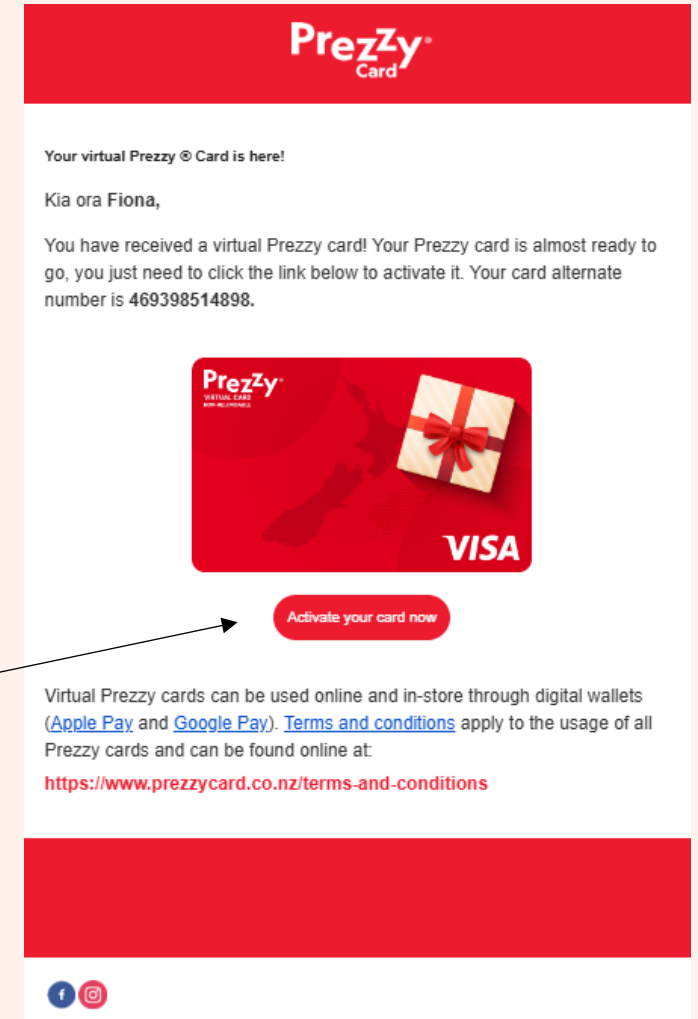 Prezzy
Card
Your virtual Prezzy ® Card is here!
Kia ora Fiona,
You have received a virtual Prezzy card! Your Prezzy card is almost ready to
go, you just need to click the link below to activate it. Your card alternate
number is 469398514898.
Prezzy
VIRTUAL CARD
NON-RELOADABLE
VISA
Activate your card now
Virtual Prezzy cards can be used online and in-store through digital wallets
(Apple Pay and Google Pay). Terms and conditions apply to the usage of all
Prezzy cards and can be found online at:
https://www.prezzycard.co.nz/terms-and-conditions